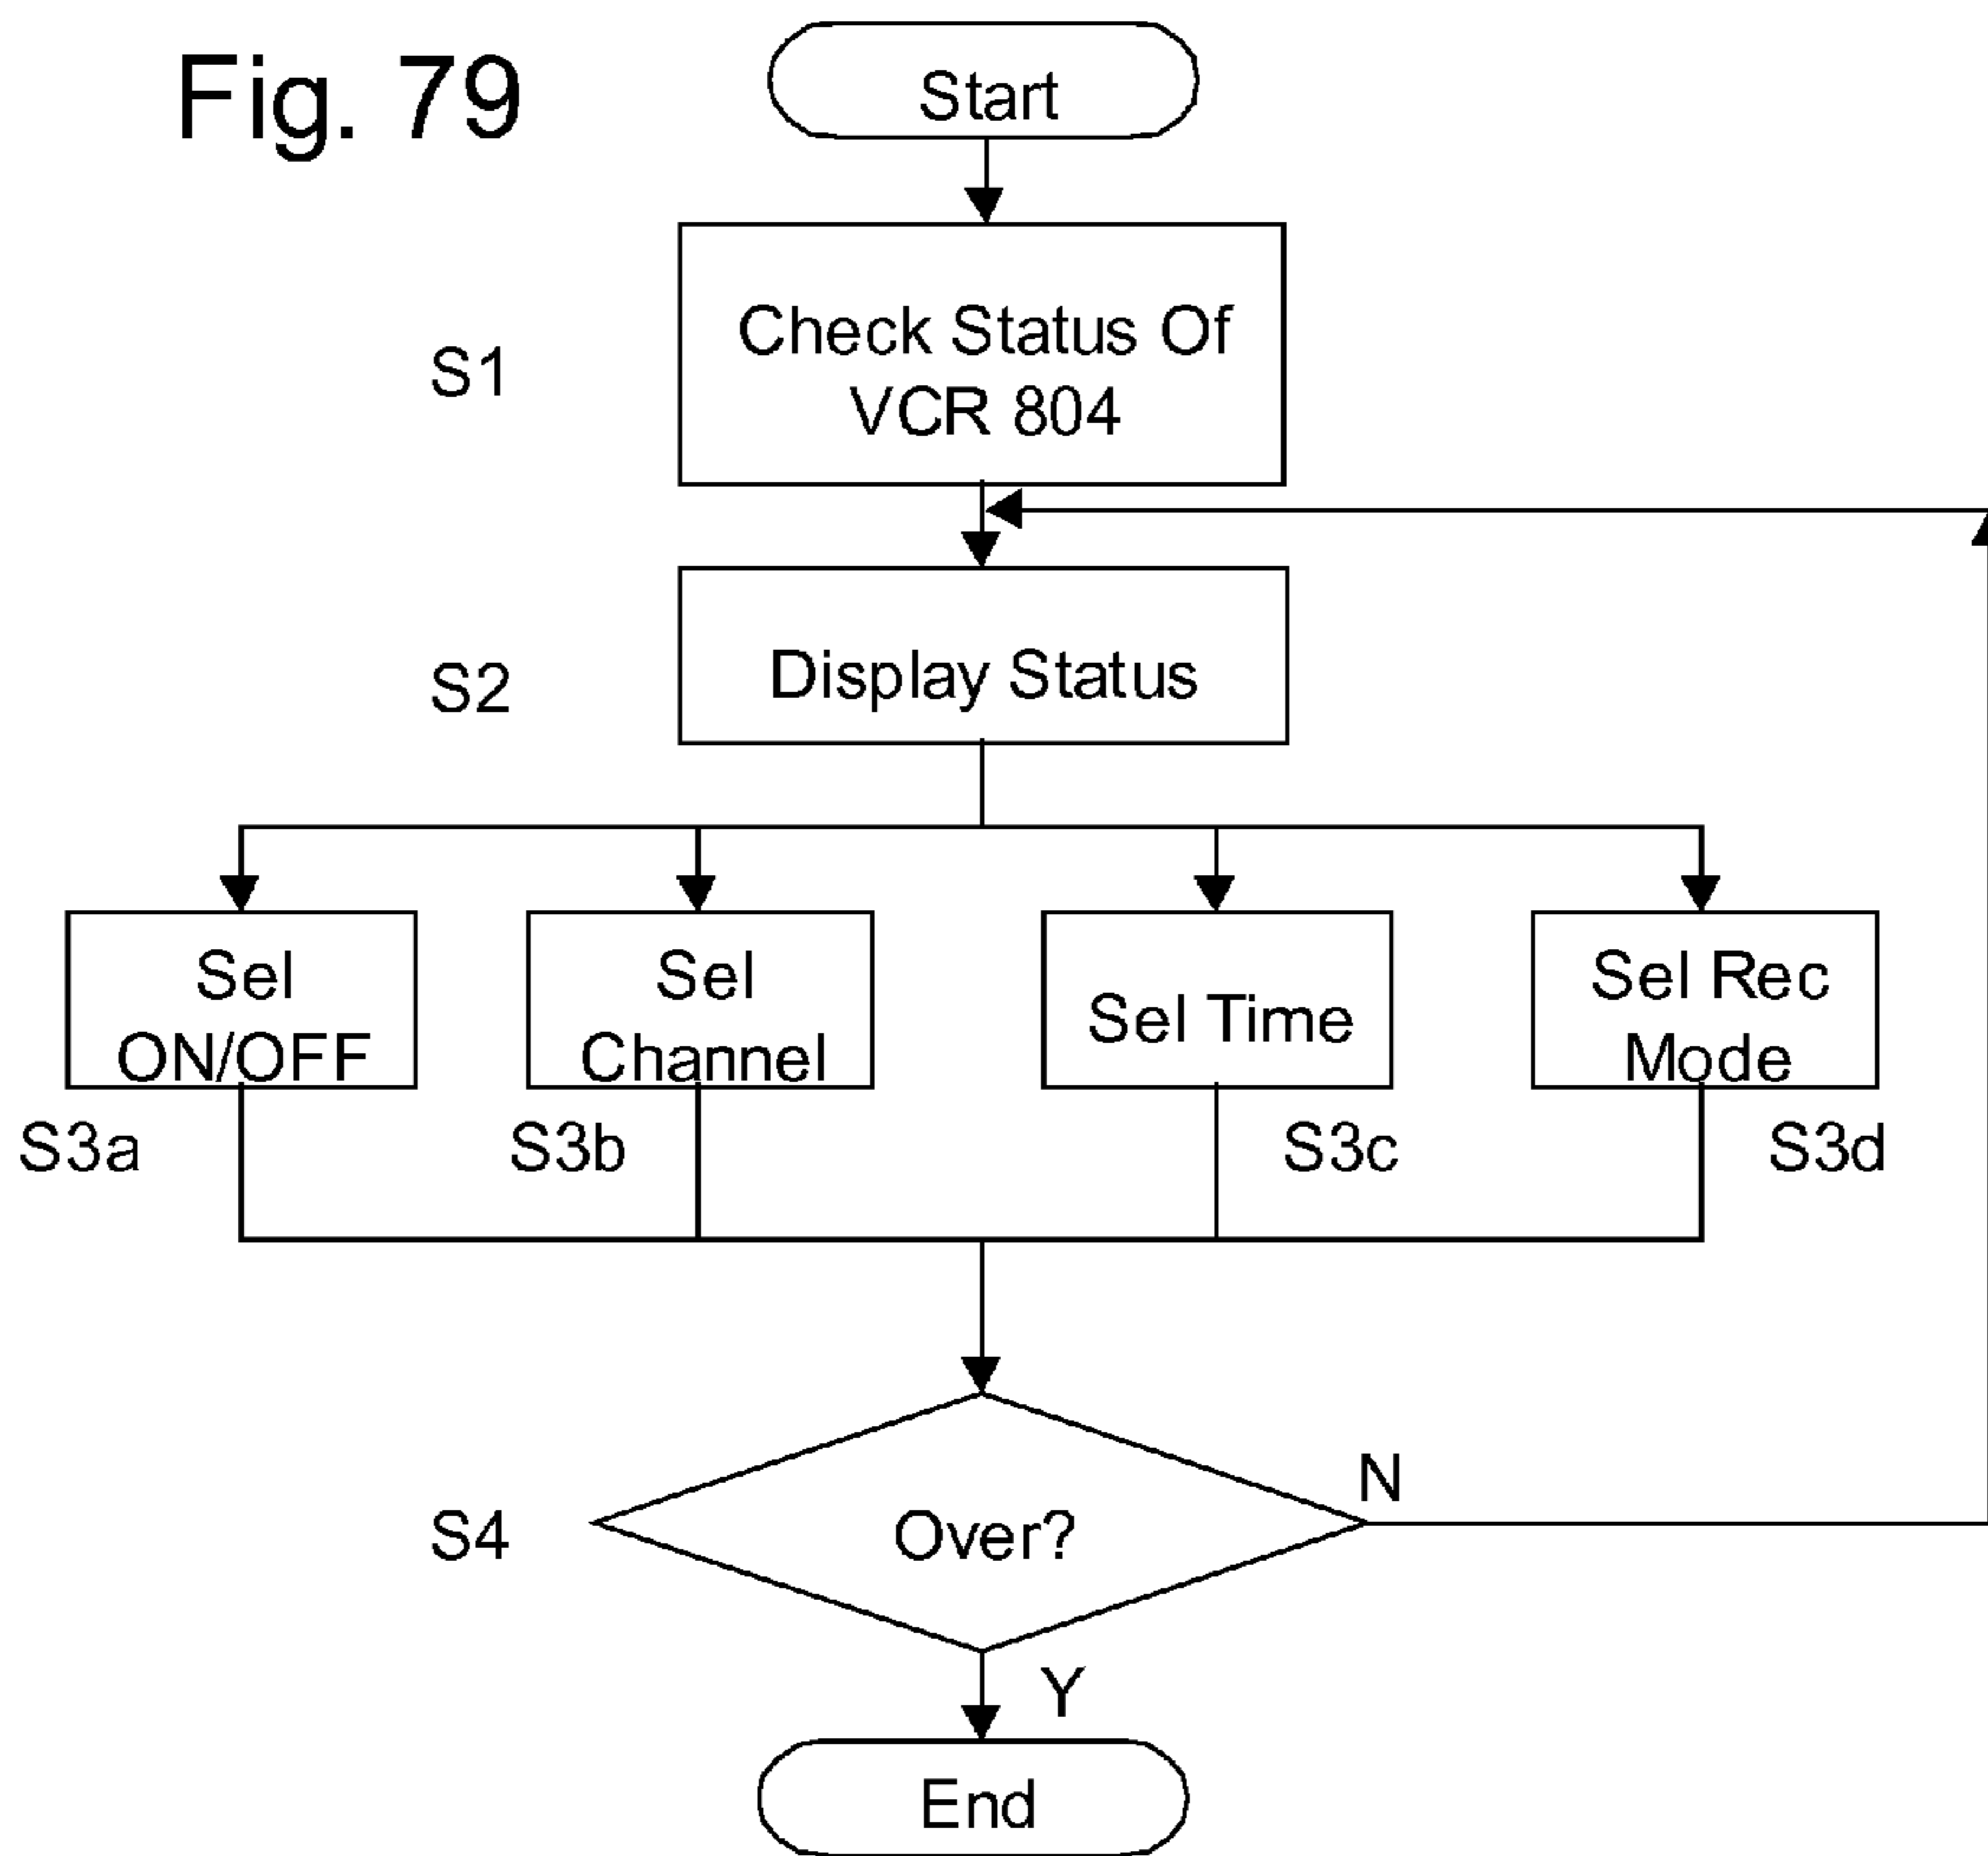 Fig. 79
Start
S1
Check Status Of
VCR 804
S2
Display Status
Sel
ON/OFF
Sel
Channel
Sel Time
Sel Rec
Mode
S3a
S3b
S3c
S3d
S4
Over?
N
Y
End